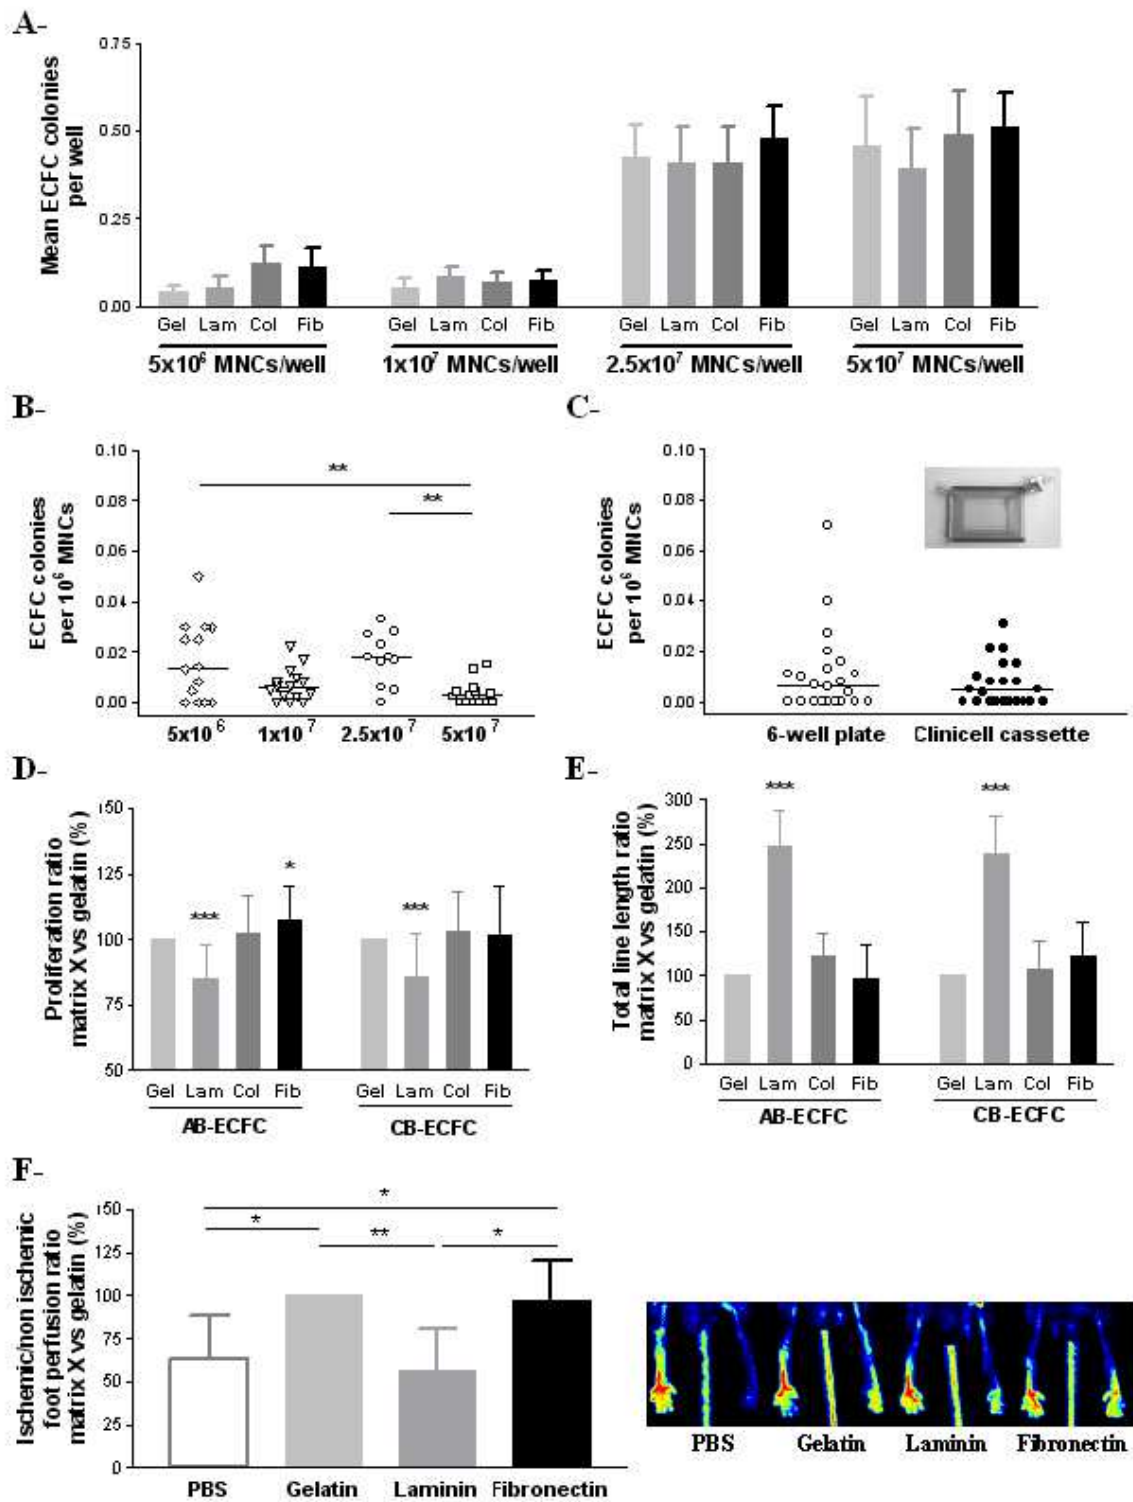 A-
0.75
0.50
0.25
0.00
Mean ECFC colonies
per well
Gel Lam Col Fib Gel Lam Col Fib Gel Lam Col Fib Gel Lam Col Fib
5x10⁶ MNCs/well 1x10⁷ MNCs/well 2.5x10⁷ MNCs/well 5x10⁷ MNCs/well
B-
0.10
0.08
0.06
0.04
0.02
0.00
ECFC colonies
per 10⁶ MNCs
**
**
5x10⁶ 1x10⁷ 2.5x10⁷ 5x10⁷
C-
0.10
0.08
0.06
0.04
0.02
0.00
ECFC colonies
per 10⁶ MNCs
6-well plate Clinicell cassette
D-
150
125
100
75
50
Proliferation ratio
matrix X vs gelatin (%)
*** * ***
Gel Lam Col Fib Gel Lam Col Fib
AB-ECFC CB-ECFC
E-
300
250
200
150
100
50
0
Total line length ratio
matrix X vs gelatin (%)
*** ***
Gel Lam Col Fib Gel Lam Col Fib
AB-ECFC CB-ECFC
F-
150
125
100
75
50
25
0
Ischemic/non ischemic
foot perfusion ratio
matrix X vs gelatin (%)
*
* ** *
PBS Gelatin Laminin Fibronectin
PBS Gelatin Laminin Fibronectin